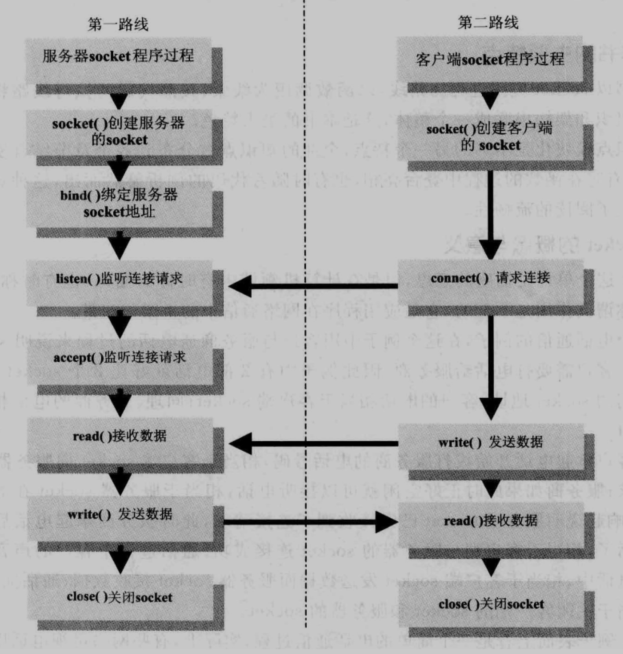 第一路线
第二路线
服务器socket程序过程
客户端socket程序过程
socket()创建服务器
的socket
socket()创建客户端
的 socket
bind()绑定服务器
socket地址
listen()监听连接请求
connect() 请求连接
accept()监听连接请求
read()接收数据
write() 发送数据
write() 发送数据
read()接收数据
close()关闭socket
close()关闭socket